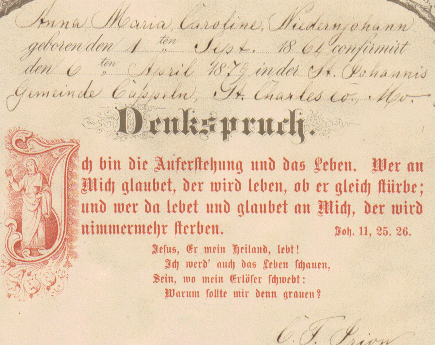 Anna Maria Caroline, Niedernjohann
geboren den 1 ten Sept. 1864 confirmirt
den 6 ten April 1879 in der St. Johannis
Gemeinde Cappeln, St. Charles co., Mo.
Denkspruch.
Ich bin die Auferstehung und das Leben. Wer an
Mich glaubet, der wird leben, ob er gleich stürbe;
und wer da lebet und glaubet an Mich, der wird
nimmermehr sterben. Joh. 11, 25. 26.
Jesus, Er mein Heiland, lebt!
Ich werd' auch das Leben schauen,
Sein, wo mein Erlöser schwebt:
Warum sollte mir denn grauen?